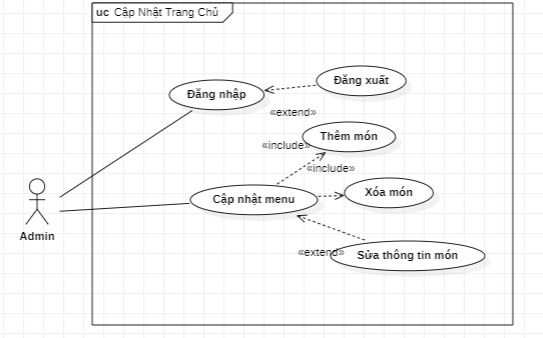 uc Cập Nhật Trang Chủ
Đăng xuất
Đăng nhập
«extend»
Thêm món
«include»
«include»
Xóa món
Cập nhật menu
Admin
«extend»
Sửa thông tin món